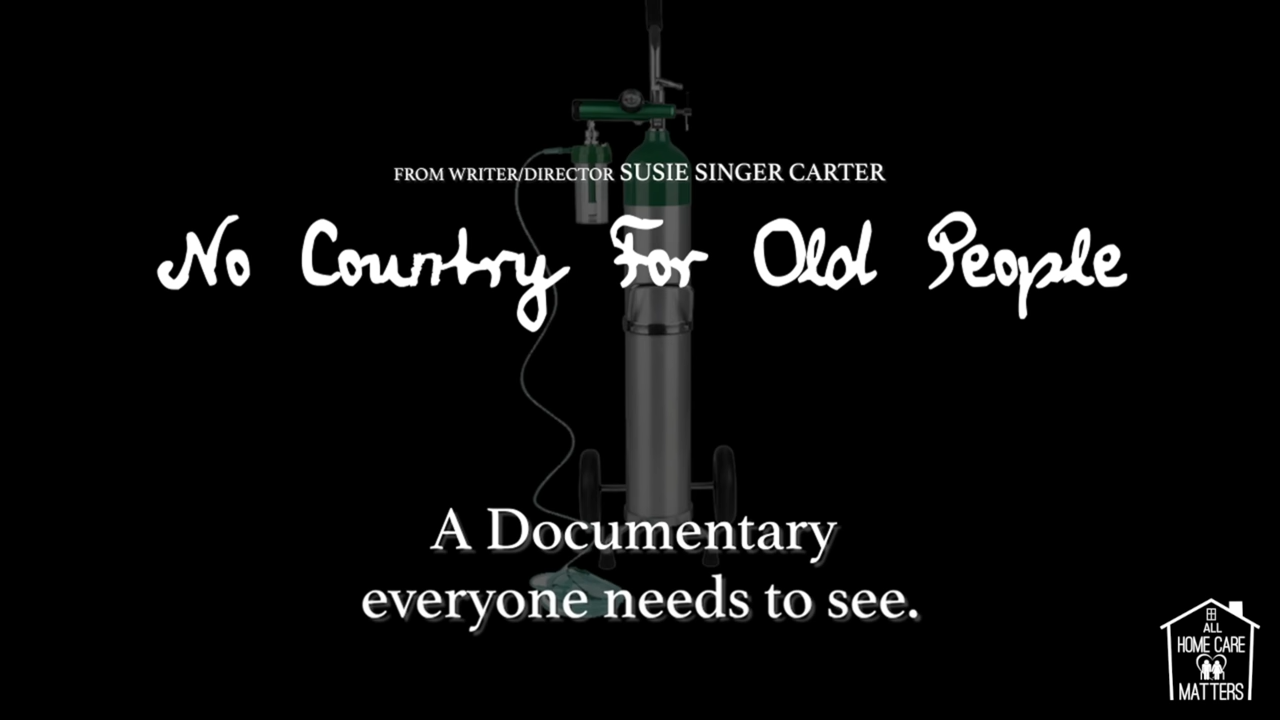 FROM WRITER/DIRECTOR SUSIE SINGER CARTER
No Country For Old People
A Documentary
everyone needs to see.
ALL
HOME CARE
MATTERS